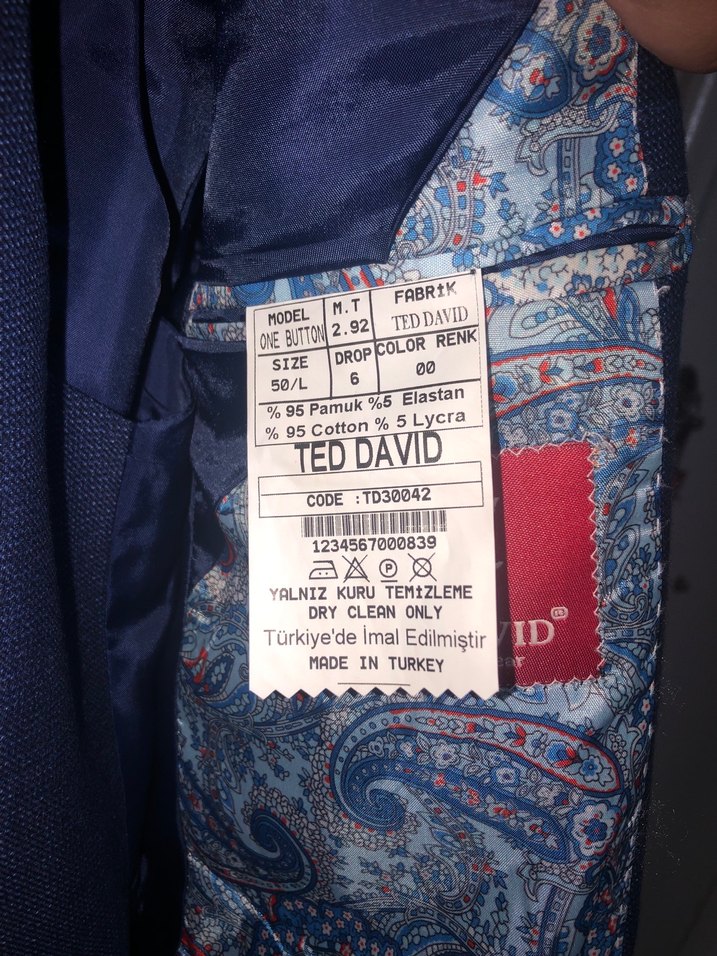 MODEL M.T FABRİK
ONE BUTTON 2.92 TED DAVID
SIZE DROP COLOR RENK
50/L 6 00
% 95 Pamuk %5 Elastan
% 95 Cotton % 5 Lycra
TED DAVID
CODE :TD30042
1234567000839
P
YALNIZ KURU TEMİZLEME
DRY CLEAN ONLY
Türkiye'de İmal Edilmiştir
MADE IN TURKEY
VID®
ear